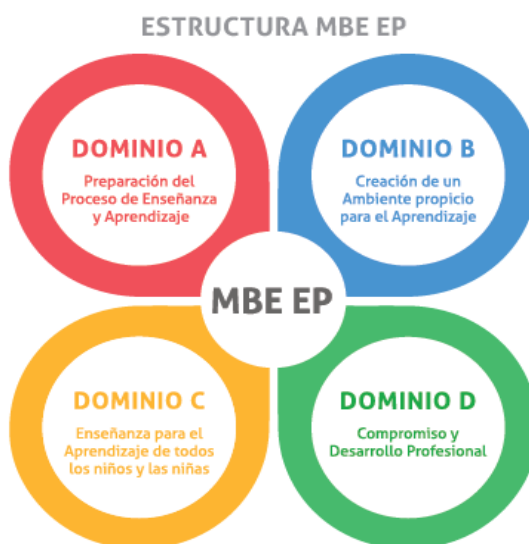 ESTRUCTURA MBE EP
DOMINIO A
Preparación del
Proceso de Enseñanza
y Aprendizaje
DOMINIO B
Creación de un
Ambiente propicio
para el Aprendizaje
MBE EP
DOMINIO C
Enseñanza para el
Aprendizaje de todos
los niños y las niñas
DOMINIO D
Compromiso y
Desarrollo Profesional